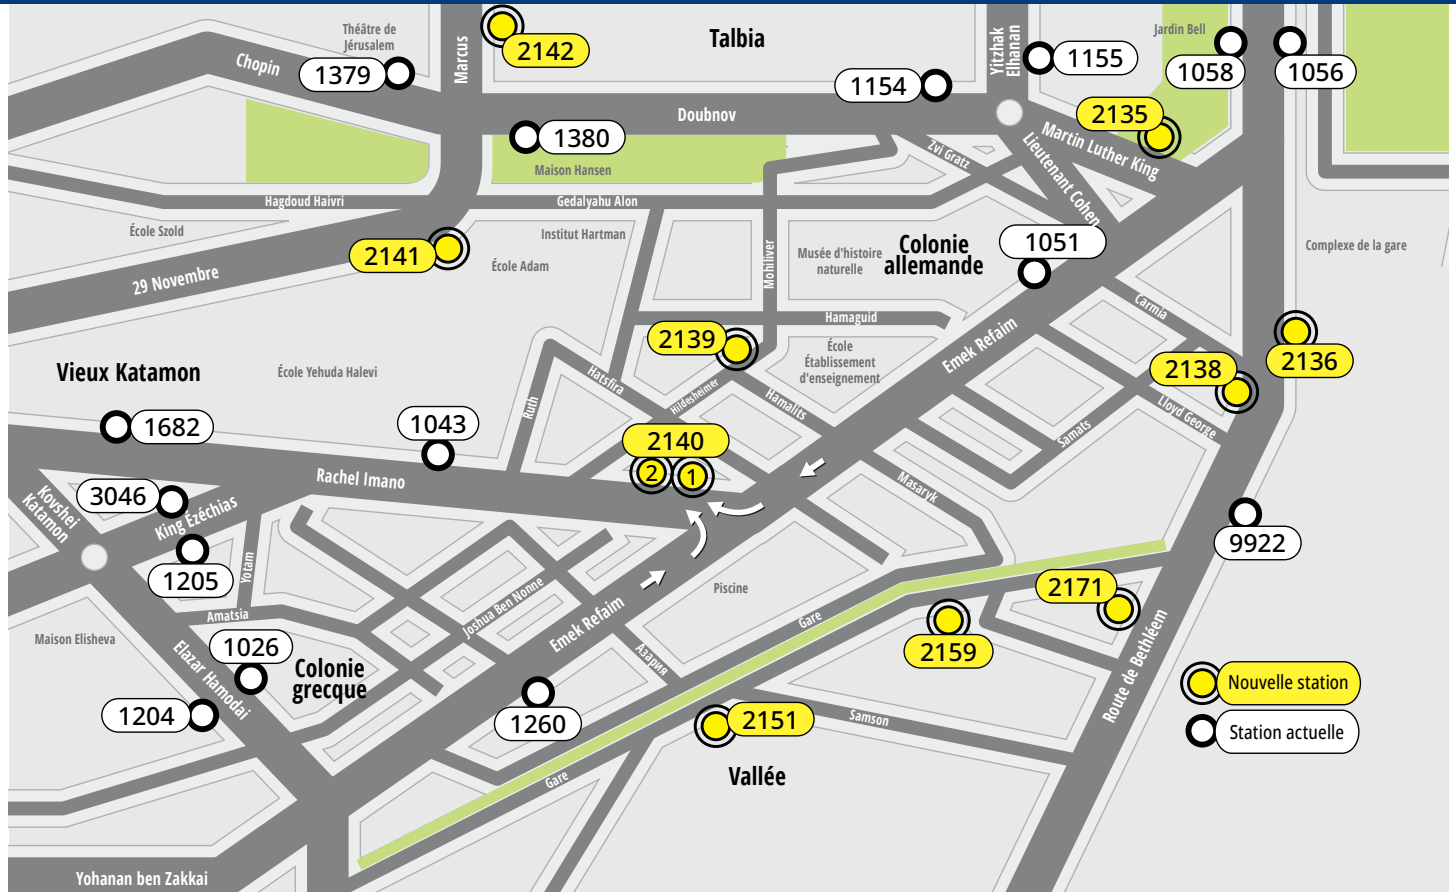 Théâtre de
Jérusalem
Chopin
1379
Marcus
2142
Talbia
Yitzhak
Elhanan
1155
Jardin Bell
1058
1056
1154
Doubnov
1380
2135
Martin Luther King
Maison Hansen
Zvi Gratz
Lieutenant Cohen
Hagdoud Haivri
Gedalyahu Alon
École Szold
Institut Hartman
2141
École Adam
29 Novembre
Mohiliver
Musée d'histoire
naturelle
Colonie
allemande
1051
Complexe de la gare
Carmia
Hamaguid
Emek Refaim
2139
École
Établissement
d'enseignement
2136
2138
Vieux Katamon
École Yehuda Halevi
Hatsfira
Hildesheimer
Hamalits
Ruth
Lloyd George
Samats
1682
1043
2140
2
1
Rachel Imano
Masaryk
3046
Kovshei
Katamon
King Ézéchias
1205
Yotam
9922
Piscine
2171
Amatsia
Joshua Ben Nonne
Emek Refaim
Gare
Maison Elisheva
1026
Colonie
grecque
Elazar Hamodai
Азария
2159
Route de Bethléem
Nouvelle station
1204
1260
2151
Samson
Station actuelle
Vallée
Gare
Yohanan ben Zakkai